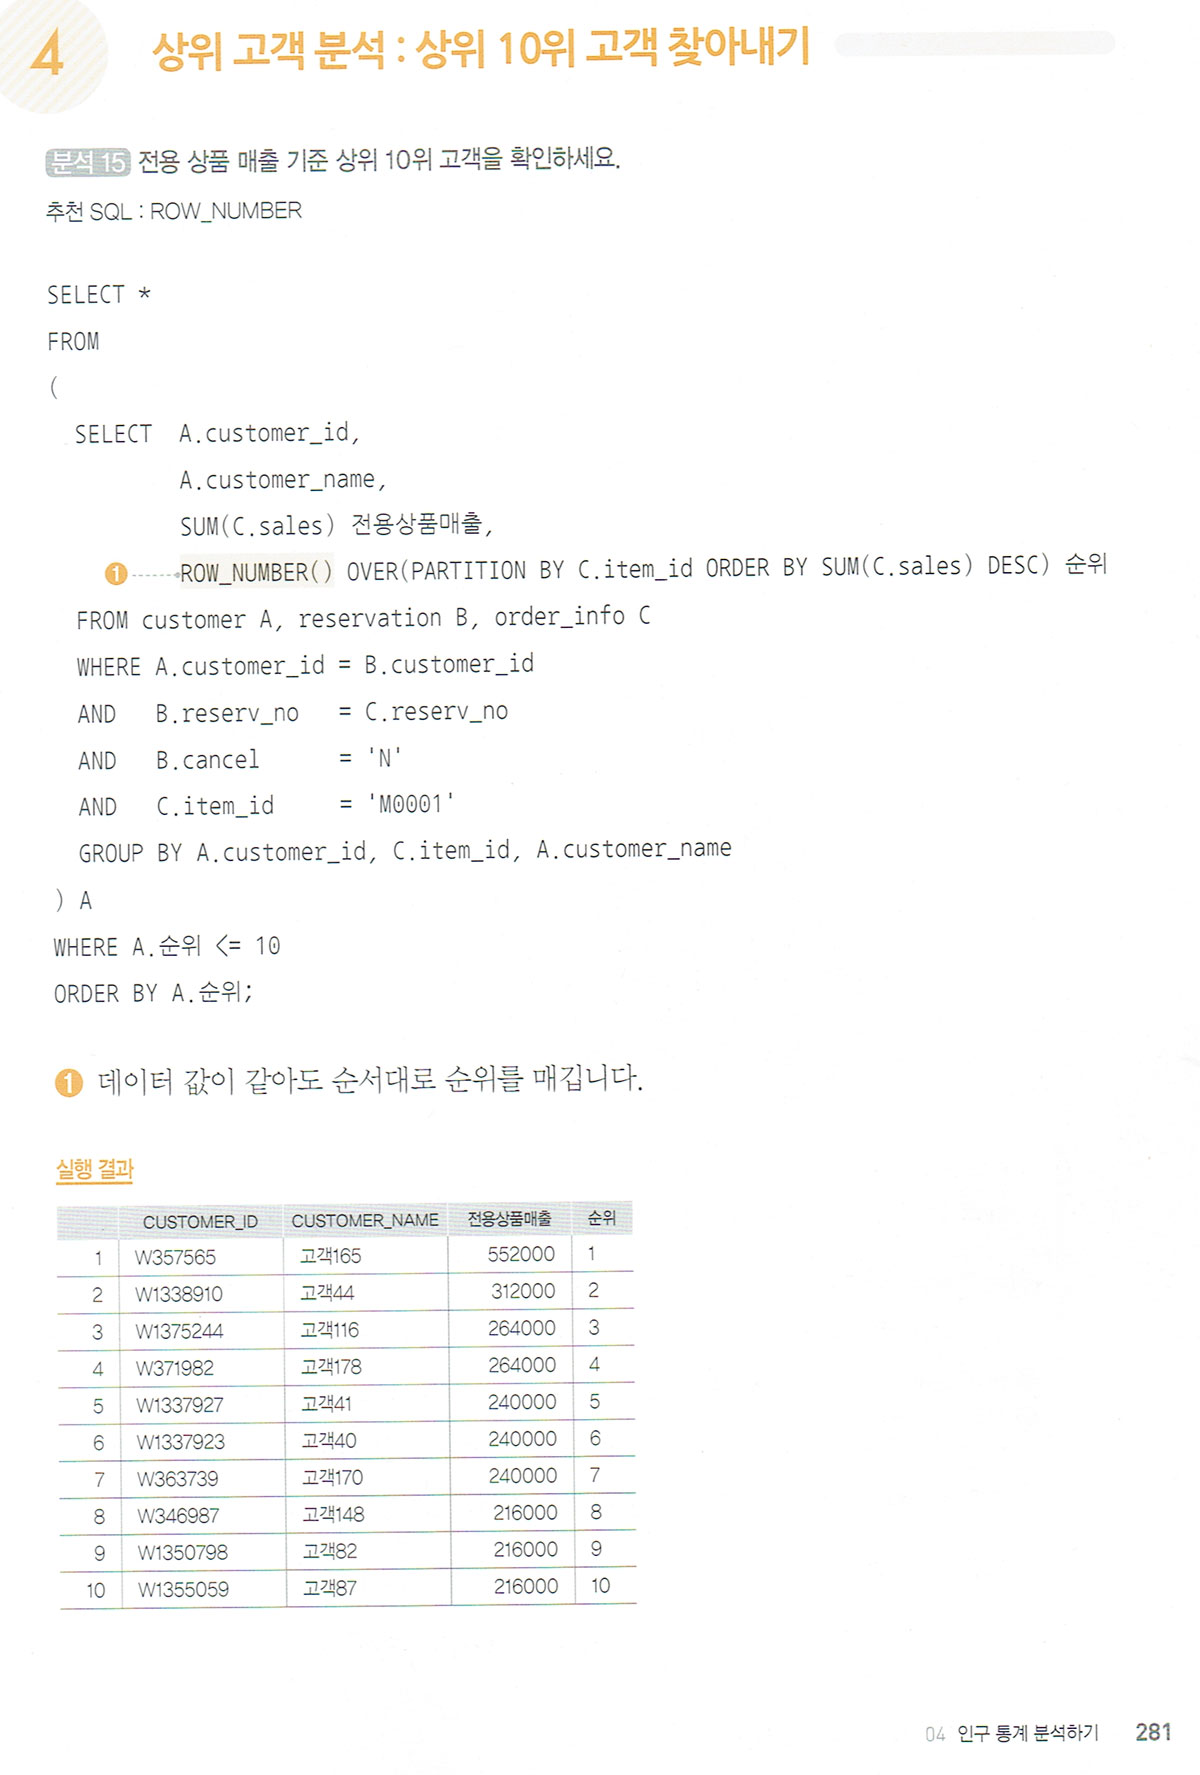 4 상위 고객 분석 : 상위 10위 고객 찾아내기
분석 15 전용 상품 매출 기준 상위 10위 고객을 확인하세요.
추천 SQL : ROW_NUMBER
SELECT *
FROM
(
SELECT A.customer_id,
A.customer_name,
SUM(C.sales) 전용상품매출,
1 ROW_NUMBER() OVER(PARTITION BY C.item_id ORDER BY SUM(C.sales) DESC) 순위
FROM customer A, reservation B, order_info C
WHERE A.customer_id = B.customer_id
AND B.reserv_no = C.reserv_no
AND B.cancel = 'N'
AND C.item_id = 'M0001'
GROUP BY A.customer_id, C.item_id, A.customer_name
) A
WHERE A.순위 <= 10
ORDER BY A.순위;
1 데이터 값이 같아도 순서대로 순위를 매깁니다.
실행 결과
CUSTOMER_ID CUSTOMER_NAME 전용상품매출 순위
1 W357565 고객165 552000 1
2 W1338910 고객44 312000 2
3 W1375244 고객116 264000 3
4 W371982 고객178 264000 4
5 W1337927 고객41 240000 5
6 W1337923 고객40 240000 6
7 W363739 고객170 240000 7
8 W346987 고객148 216000 8
9 W1350798 고객82 216000 9
10 W1355059 고객87 216000 10
04 인구 통계 분석하기 281